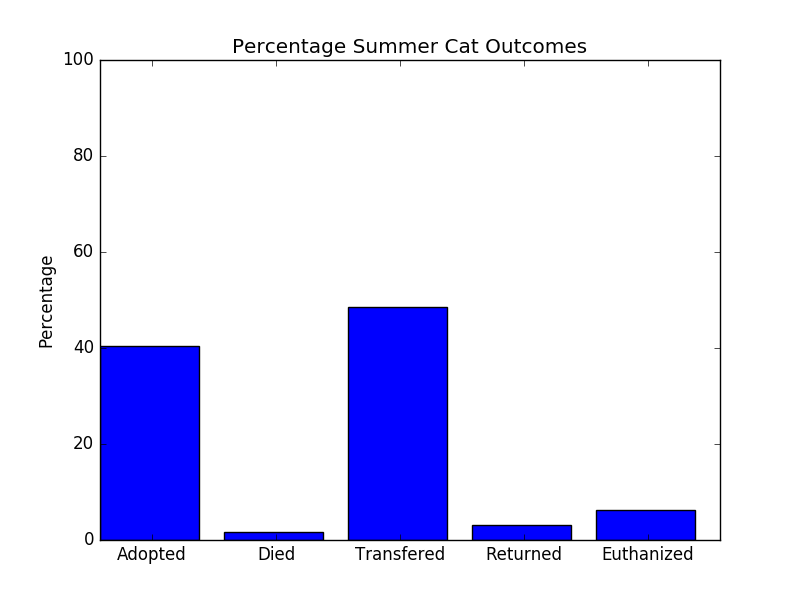 Percentage Summer Cat Outcomes
100
80
60
40
20
0
Percentage
Adopted Died Transfered Returned Euthanized